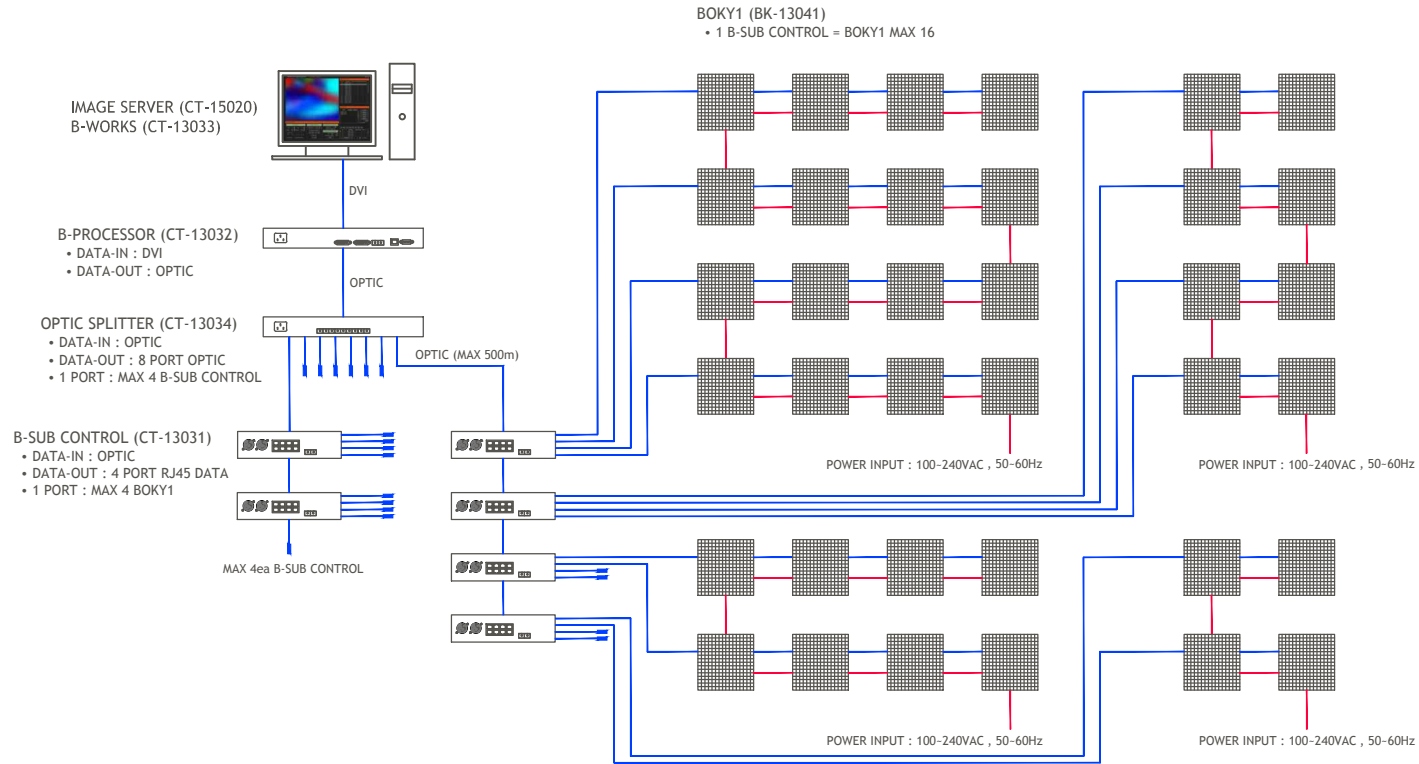 BOKY1 (BK-13041)
• 1 B-SUB CONTROL = BOKY1 MAX 16
IMAGE SERVER (CT-15020)
B-WORKS (CT-13033)
DVI
B-PROCESSOR (CT-13032)
• DATA-IN : DVI
• DATA-OUT : OPTIC
OPTIC
OPTIC SPLITTER (CT-13034)
• DATA-IN : OPTIC
• DATA-OUT : 8 PORT OPTIC
• 1 PORT : MAX 4 B-SUB CONTROL
OPTIC (MAX 500m)
B-SUB CONTROL (CT-13031)
• DATA-IN : OPTIC
• DATA-OUT : 4 PORT RJ45 DATA
• 1 PORT : MAX 4 BOKY1
MAX 4ea B-SUB CONTROL
POWER INPUT : 100~240VAC , 50~60Hz
POWER INPUT : 100~240VAC , 50~60Hz
POWER INPUT : 100~240VAC , 50~60Hz
POWER INPUT : 100~240VAC , 50~60Hz